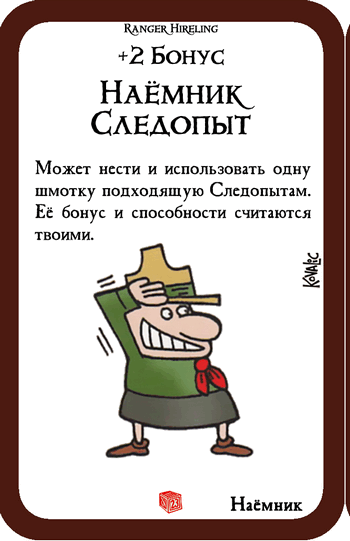 Ranger Hireling
+2 Бонус
Наёмник
Следопыт
Может нести и использовать одну
шмотку подходящую Следопытам.
Её бонус и способности считаются
твоими.
Kovalic
23
Наёмник